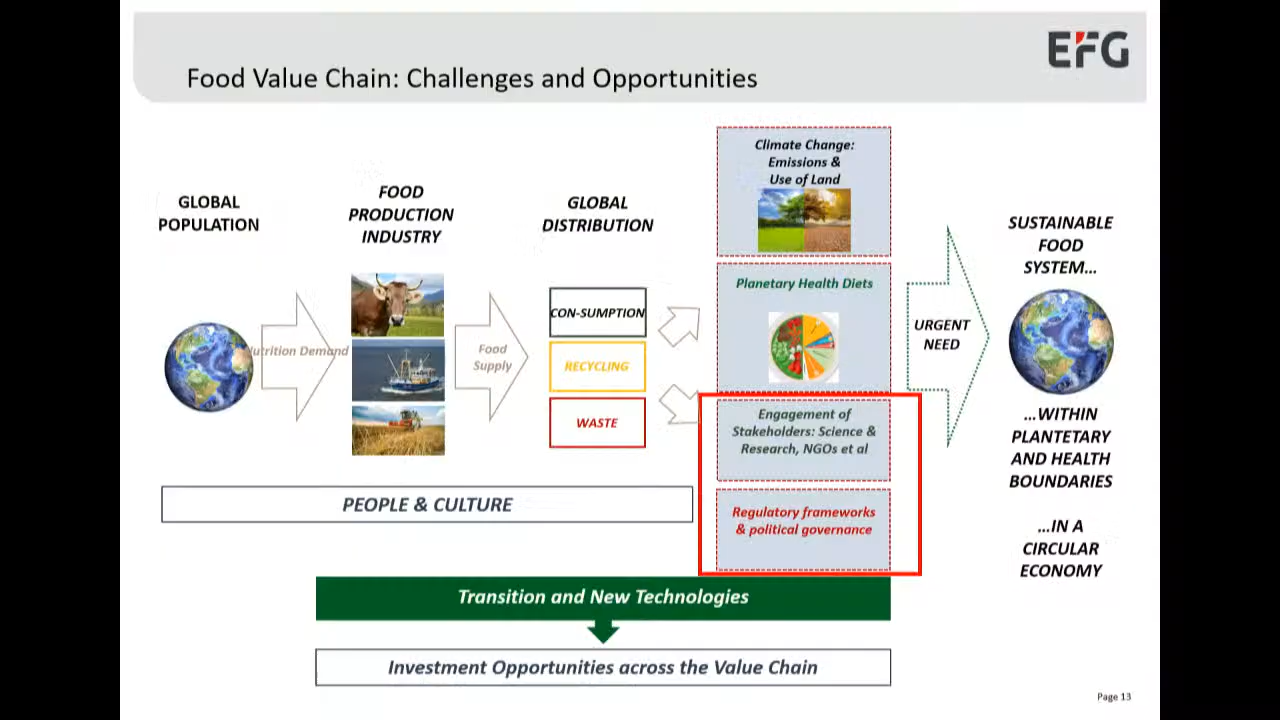 EFG
Food Value Chain: Challenges and Opportunities
GLOBAL
POPULATION
FOOD
PRODUCTION
INDUSTRY
GLOBAL
DISTRIBUTION
Nutrition Demand
Food
Supply
CON-SUMPTION
RECYCLING
WASTE
PEOPLE & CULTURE
Climate Change:
Emissions &
Use of Land
Planetary Health Diets
Engagement of
Stakeholders: Science &
Research, NGOs et al
Regulatory frameworks
& political governance
URGENT
NEED
SUSTAINABLE
FOOD
SYSTEM...
...WITHIN
PLANTETARY
AND HEALTH
BOUNDARIES
...IN A
CIRCULAR
ECONOMY
Transition and New Technologies
Investment Opportunities across the Value Chain
Page 13